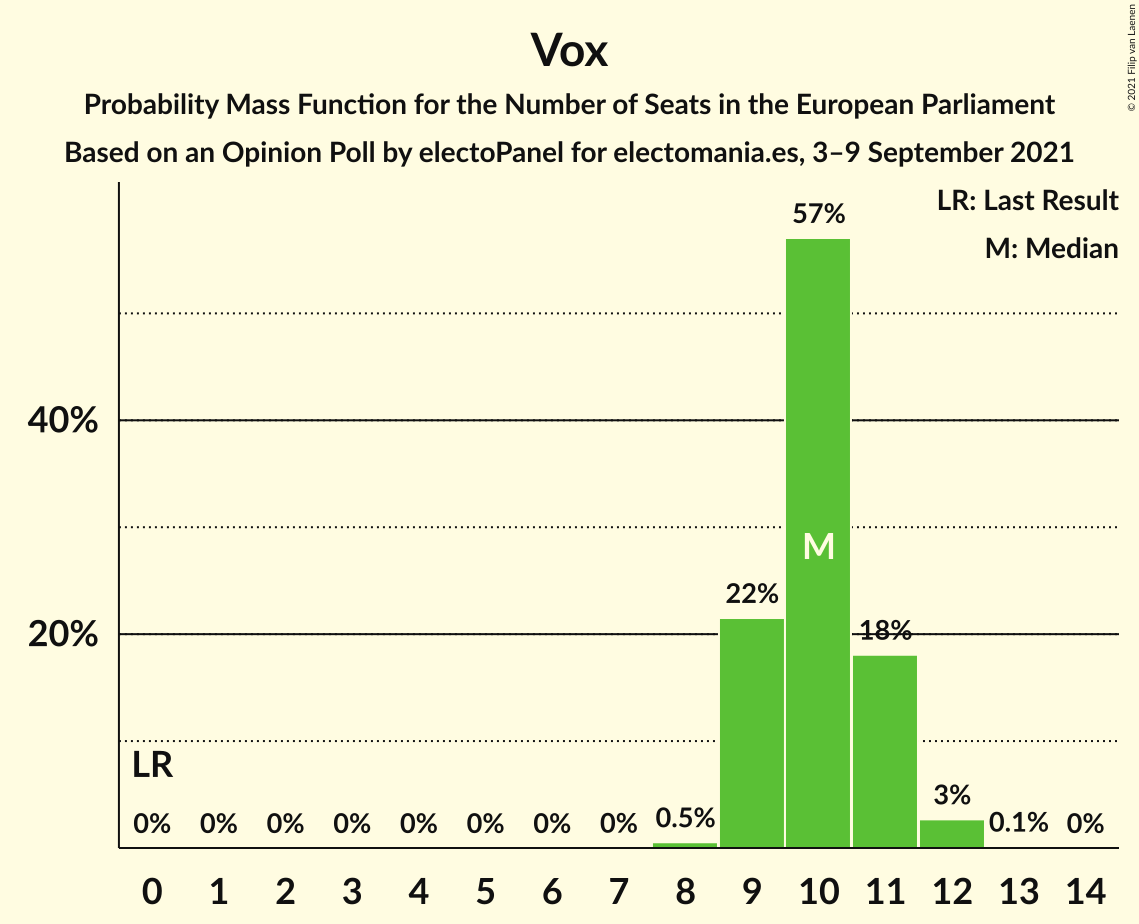 Vox
Probability Mass Function for the Number of Seats in the European Parliament
Based on an Opinion Poll by electoPanel for electomania.es, 3–9 September 2021
© 2021 Filip van Laenen
LR: Last Result
M: Median
57%
40%
M
22%
20%
18%
LR
0% 0% 0% 0% 0% 0% 0% 0% 0.5% 3% 0.1% 0%
0 1 2 3 4 5 6 7 8 9 10 11 12 13 14